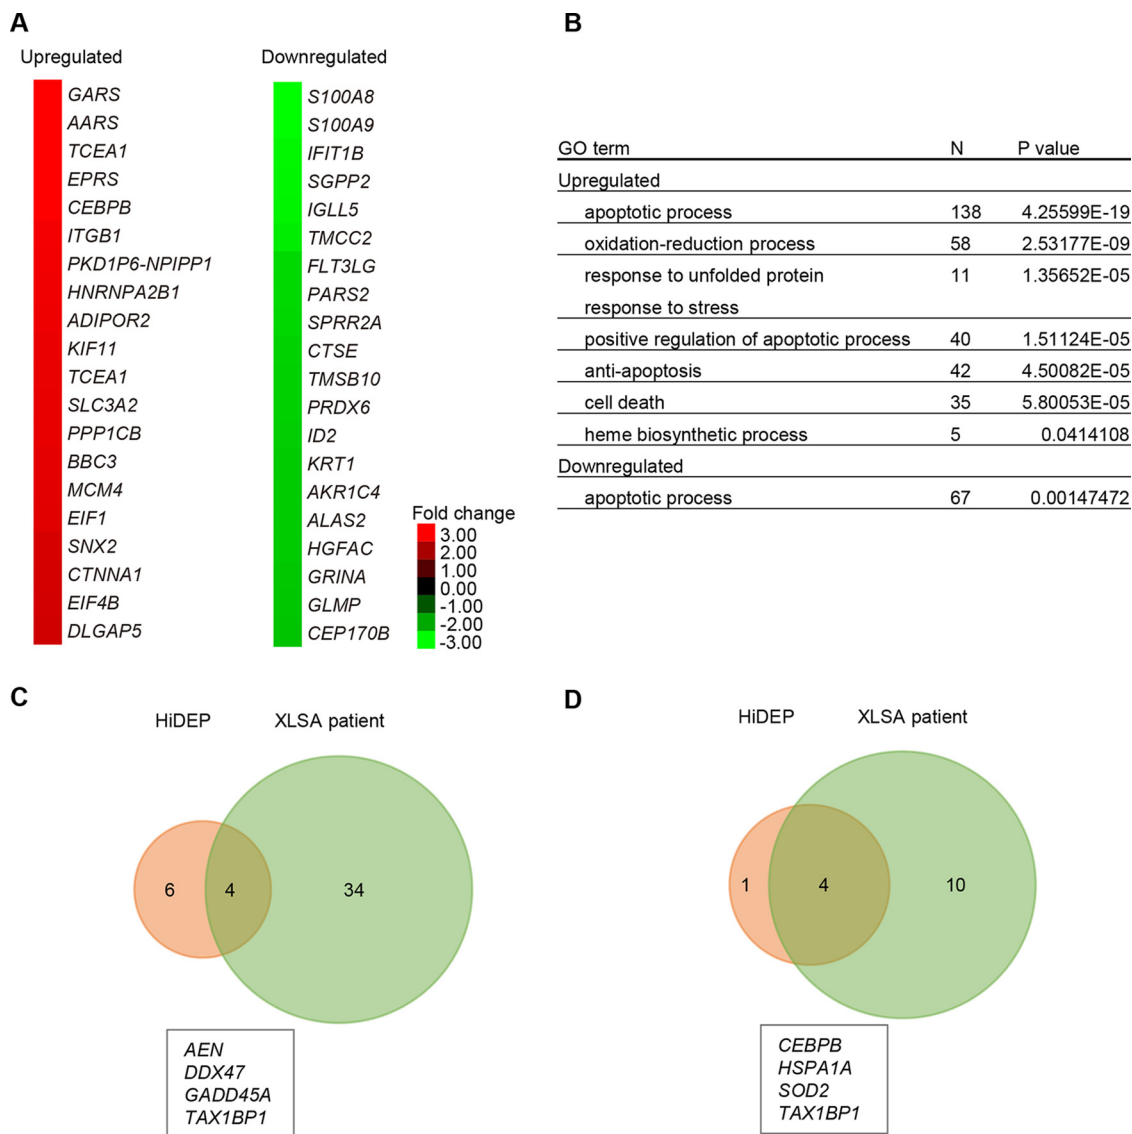 A
Upregulated
GARS
AARS
TCEA1
EPRS
CEBPB
ITGB1
PKD1P6-NPIPP1
HNRNPA2B1
ADIPOR2
KIF11
TCEA1
SLC3A2
PPP1CB
BBC3
MCM4
EIF1
SNX2
CTNNA1
EIF4B
DLGAP5
Downregulated
S100A8
S100A9
IFIT1B
SGPP2
IGLL5
TMCC2
FLT3LG
PARS2
SPRR2A
CTSE
TMSB10
PRDX6
ID2
KRT1
AKR1C4
ALAS2
HGFAC
GRINA
GLMP
CEP170B
Fold change
3.00
2.00
1.00
0.00
-1.00
-2.00
-3.00
B
GO term N P value
Upregulated
apoptotic process 138 4.25599E-19
oxidation-reduction process 58 2.53177E-09
response to unfolded protein 11 1.35652E-05
response to stress
positive regulation of apoptotic process 40 1.51124E-05
anti-apoptosis 42 4.50082E-05
cell death 35 5.80053E-05
heme biosynthetic process 5 0.0414108
Downregulated
apoptotic process 67 0.00147472
C
HiDEP XLSA patient
6 4 34
AEN
DDX47
GADD45A
TAX1BP1
D
HiDEP XLSA patient
1 4 10
CEBPB
HSPA1A
SOD2
TAX1BP1